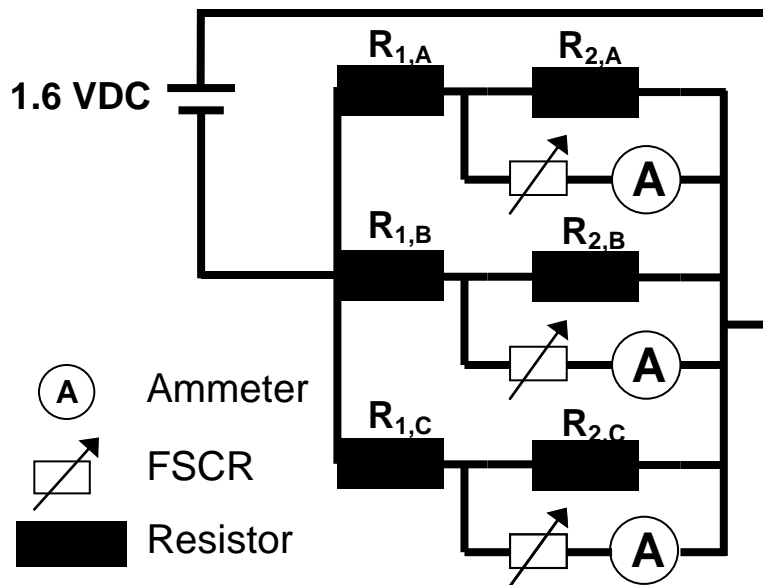 R1,A R2,A
1.6 VDC
A
R1,B R2,B
A
A Ammeter
R1,C R2,C
FSCR
Resistor
A